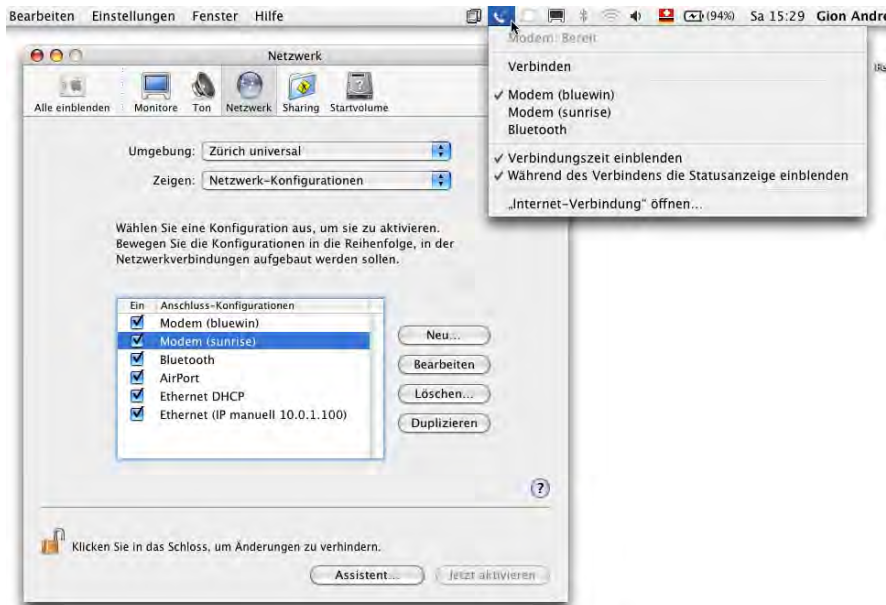 Bearbeiten Einstellungen Fenster Hilfe (94%) Sa 15:29 Gion Andre
Modem: Bereit
Verbinden
✓ Modem (bluewin)
Modem (sunrise)
Bluetooth
✓ Verbindungszeit einblenden
✓ Während des Verbindens die Statusanzeige einblenden
„Internet-Verbindung“ öffnen...
Netzwerk
Alle einblenden Monitore Ton Netzwerk Sharing Startvolume
Umgebung: Zürich universal
Zeigen: Netzwerk-Konfigurationen
Wählen Sie eine Konfiguration aus, um sie zu aktivieren.
Bewegen Sie die Konfigurationen in die Reihenfolge, in der
Netzwerkverbindungen aufgebaut werden sollen.
Ein Anschluss-Konfigurationen
Modem (bluewin)
Modem (sunrise)
Bluetooth
AirPort
Ethernet DHCP
Ethernet (IP manuell 10.0.1.100)
Neu...
Bearbeiten
Löschen...
Duplizieren
?
Klicken Sie in das Schloss, um Änderungen zu verhindern.
Assistent... Jetzt aktivieren